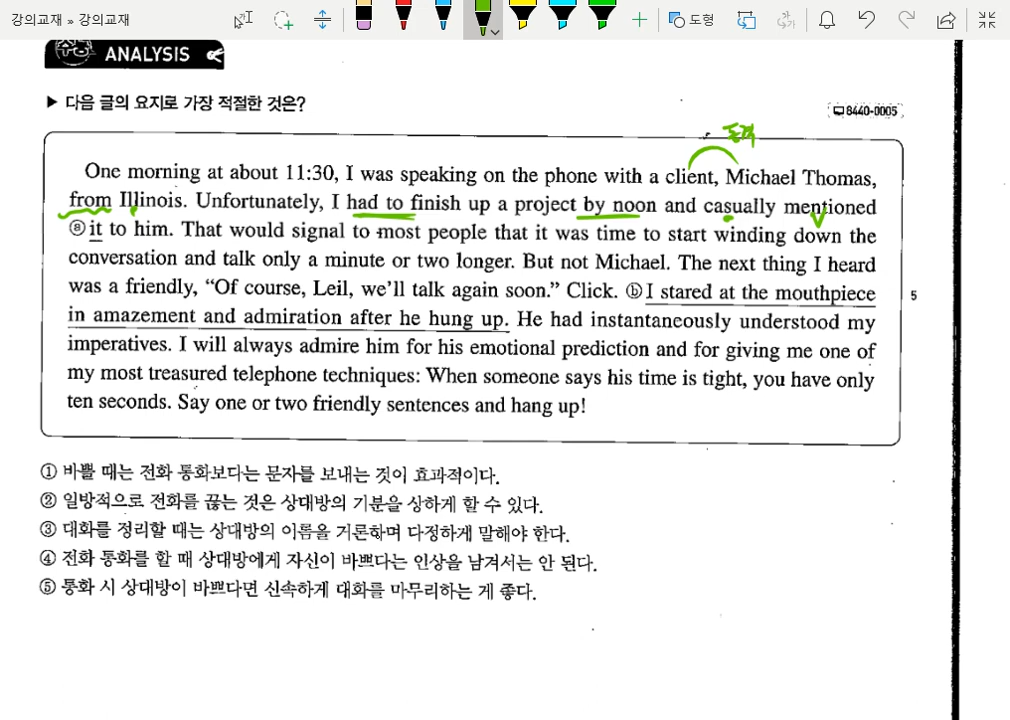 강의교재 » 강의교재
도형
ANALYSIS
▶ 다음 글의 요지로 가장 적절한 것은?
8440-0005
동격
One morning at about 11:30, I was speaking on the phone with a client, Michael Thomas,
from Illinois. Unfortunately, I had to finish up a project by noon and casually mentioned
ⓐ it to him. That would signal to most people that it was time to start winding down the
conversation and talk only a minute or two longer. But not Michael. The next thing I heard
was a friendly, “Of course, Leil, we’ll talk again soon.” Click. ⓑ I stared at the mouthpiece
5
in amazement and admiration after he hung up. He had instantaneously understood my
imperatives. I will always admire him for his emotional prediction and for giving me one of
my most treasured telephone techniques: When someone says his time is tight, you have only
ten seconds. Say one or two friendly sentences and hang up!
① 바쁠 때는 전화 통화보다는 문자를 보내는 것이 효과적이다.
② 일방적으로 전화를 끊는 것은 상대방의 기분을 상하게 할 수 있다.
③ 대화를 정리할 때는 상대방의 이름을 거론하며 다정하게 말해야 한다.
④ 전화 통화를 할 때 상대방에게 자신이 바쁘다는 인상을 남겨서는 안 된다.
⑤ 통화 시 상대방이 바쁘다면 신속하게 대화를 마무리하는 게 좋다.